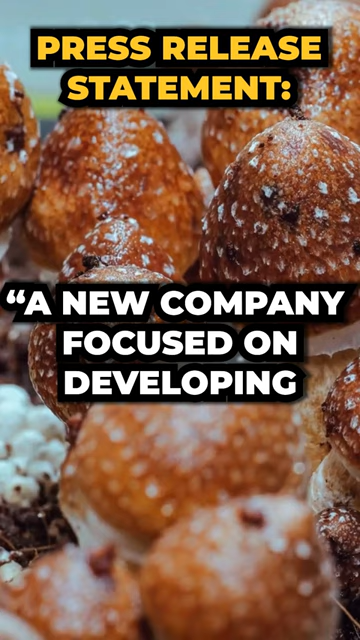 PRESS RELEASE
STATEMENT:
“A NEW COMPANY
FOCUSED ON
DEVELOPING